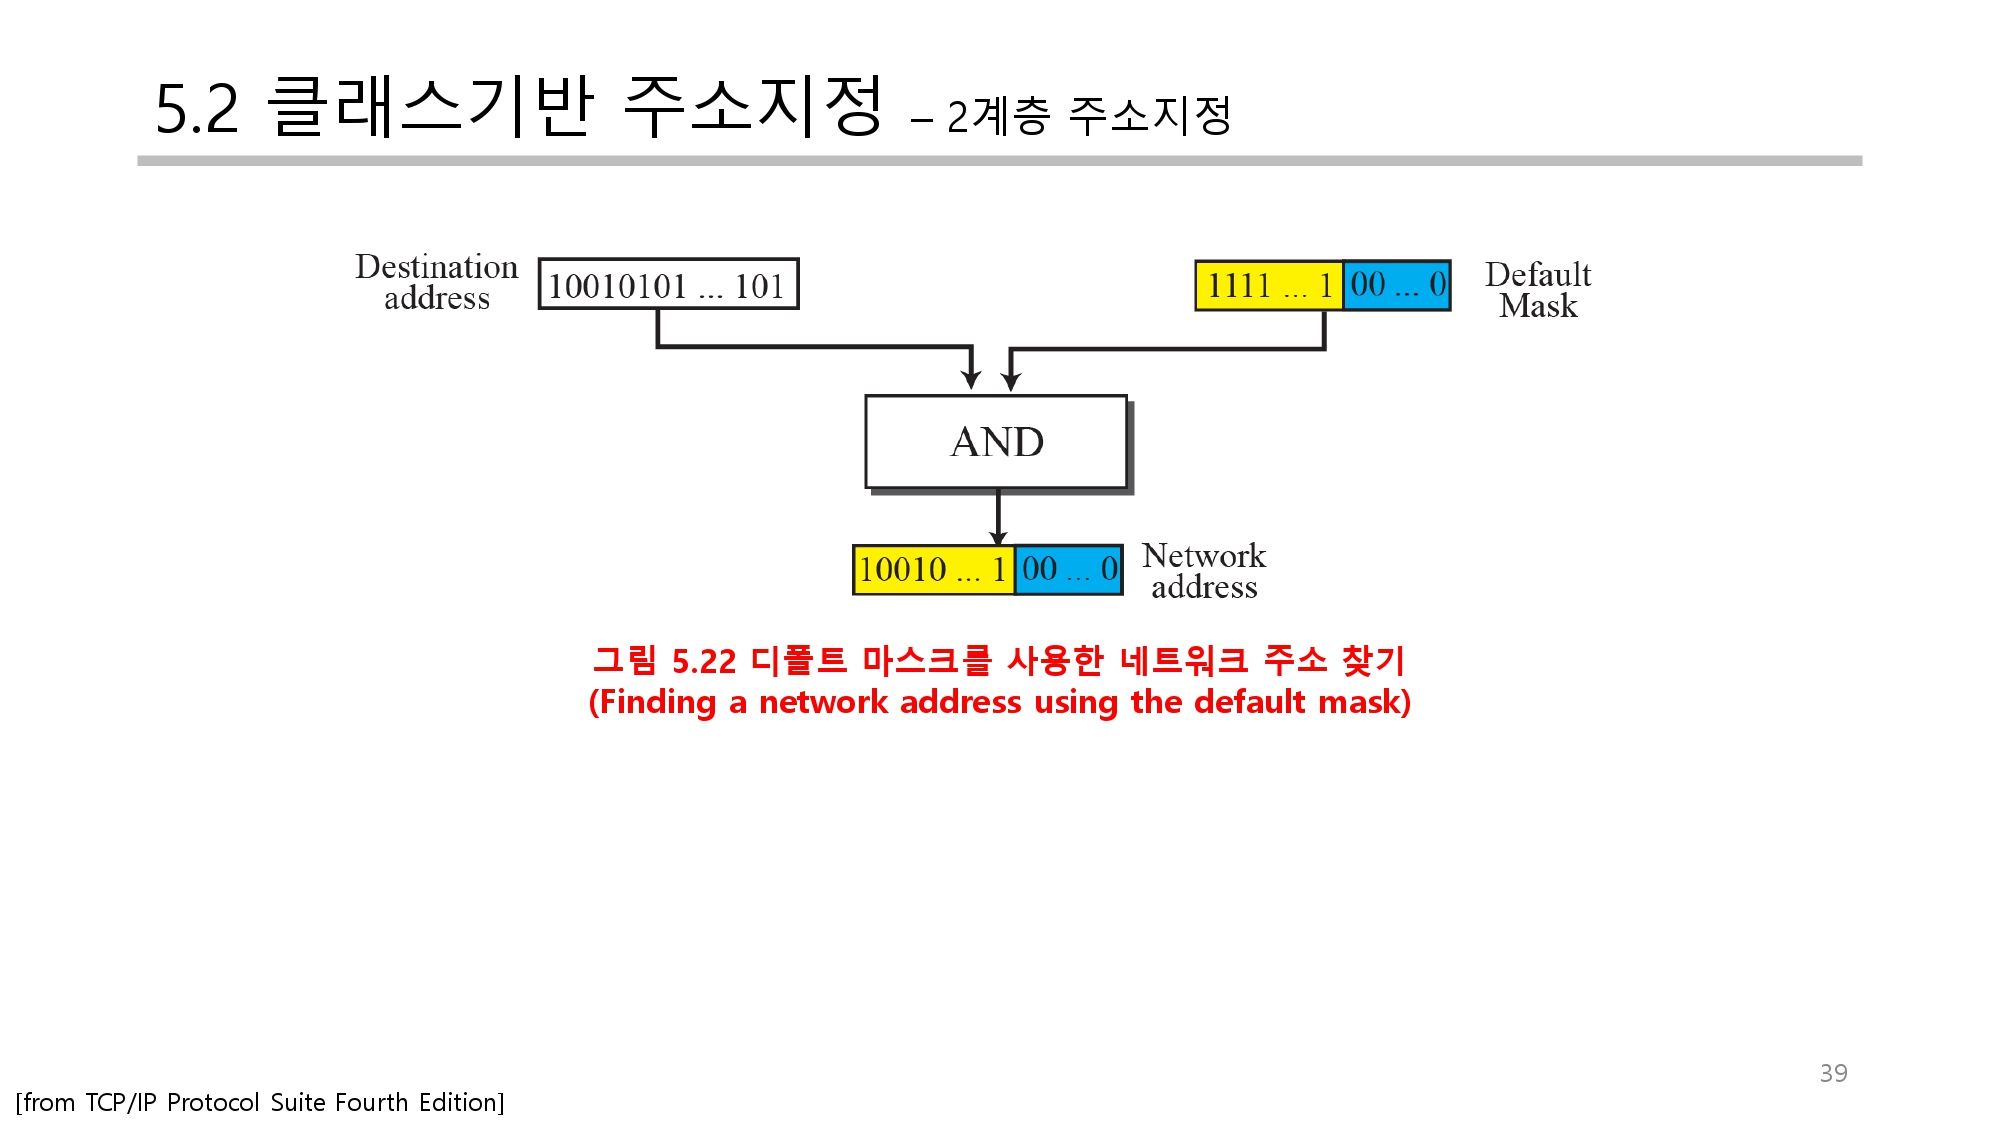 5.2 클래스기반 주소지정 – 2계층 주소지정
Destination
address
10010101 ... 101
1111 ... 1 00 ... 0
Default
Mask
AND
10010 ... 1 00 ... 0
Network
address
그림 5.22 디폴트 마스크를 사용한 네트워크 주소 찾기
(Finding a network address using the default mask)
39
[from TCP/IP Protocol Suite Fourth Edition]